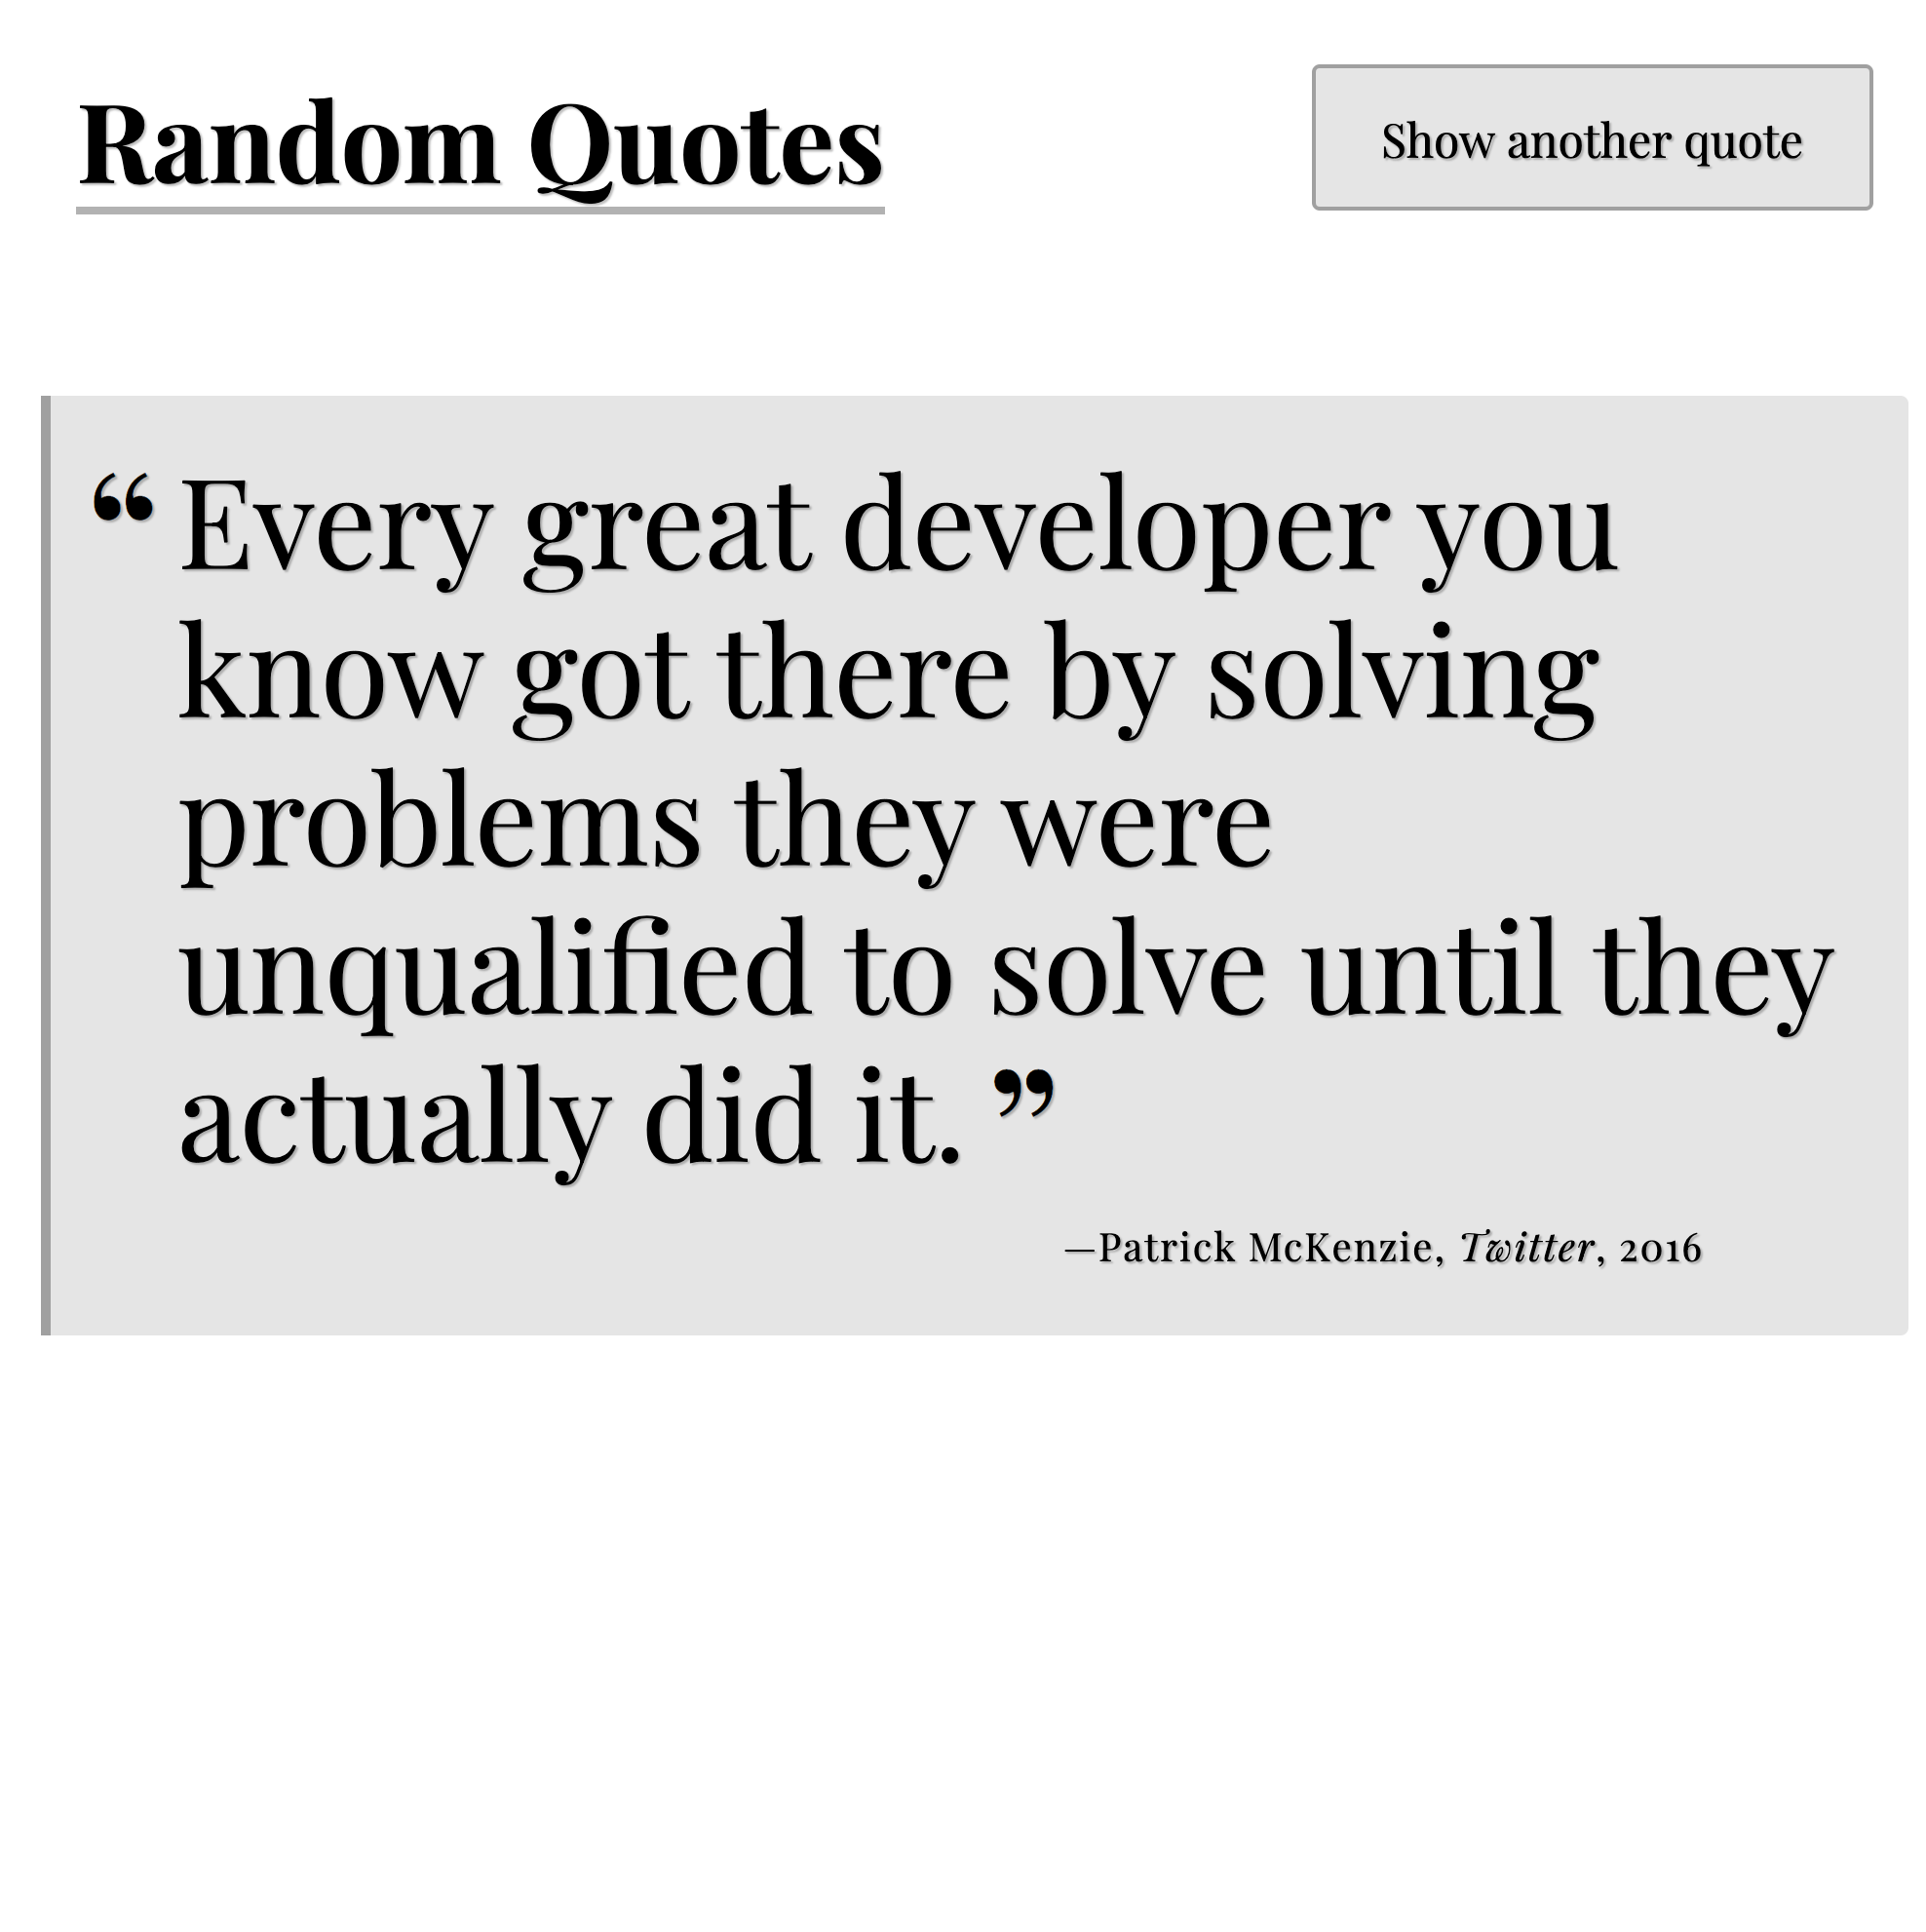 Random Quotes
Show another quote
“ Every great developer you
know got there by solving
problems they were
unqualified to solve until they
actually did it. ”
—Patrick McKenzie, Twitter, 2016